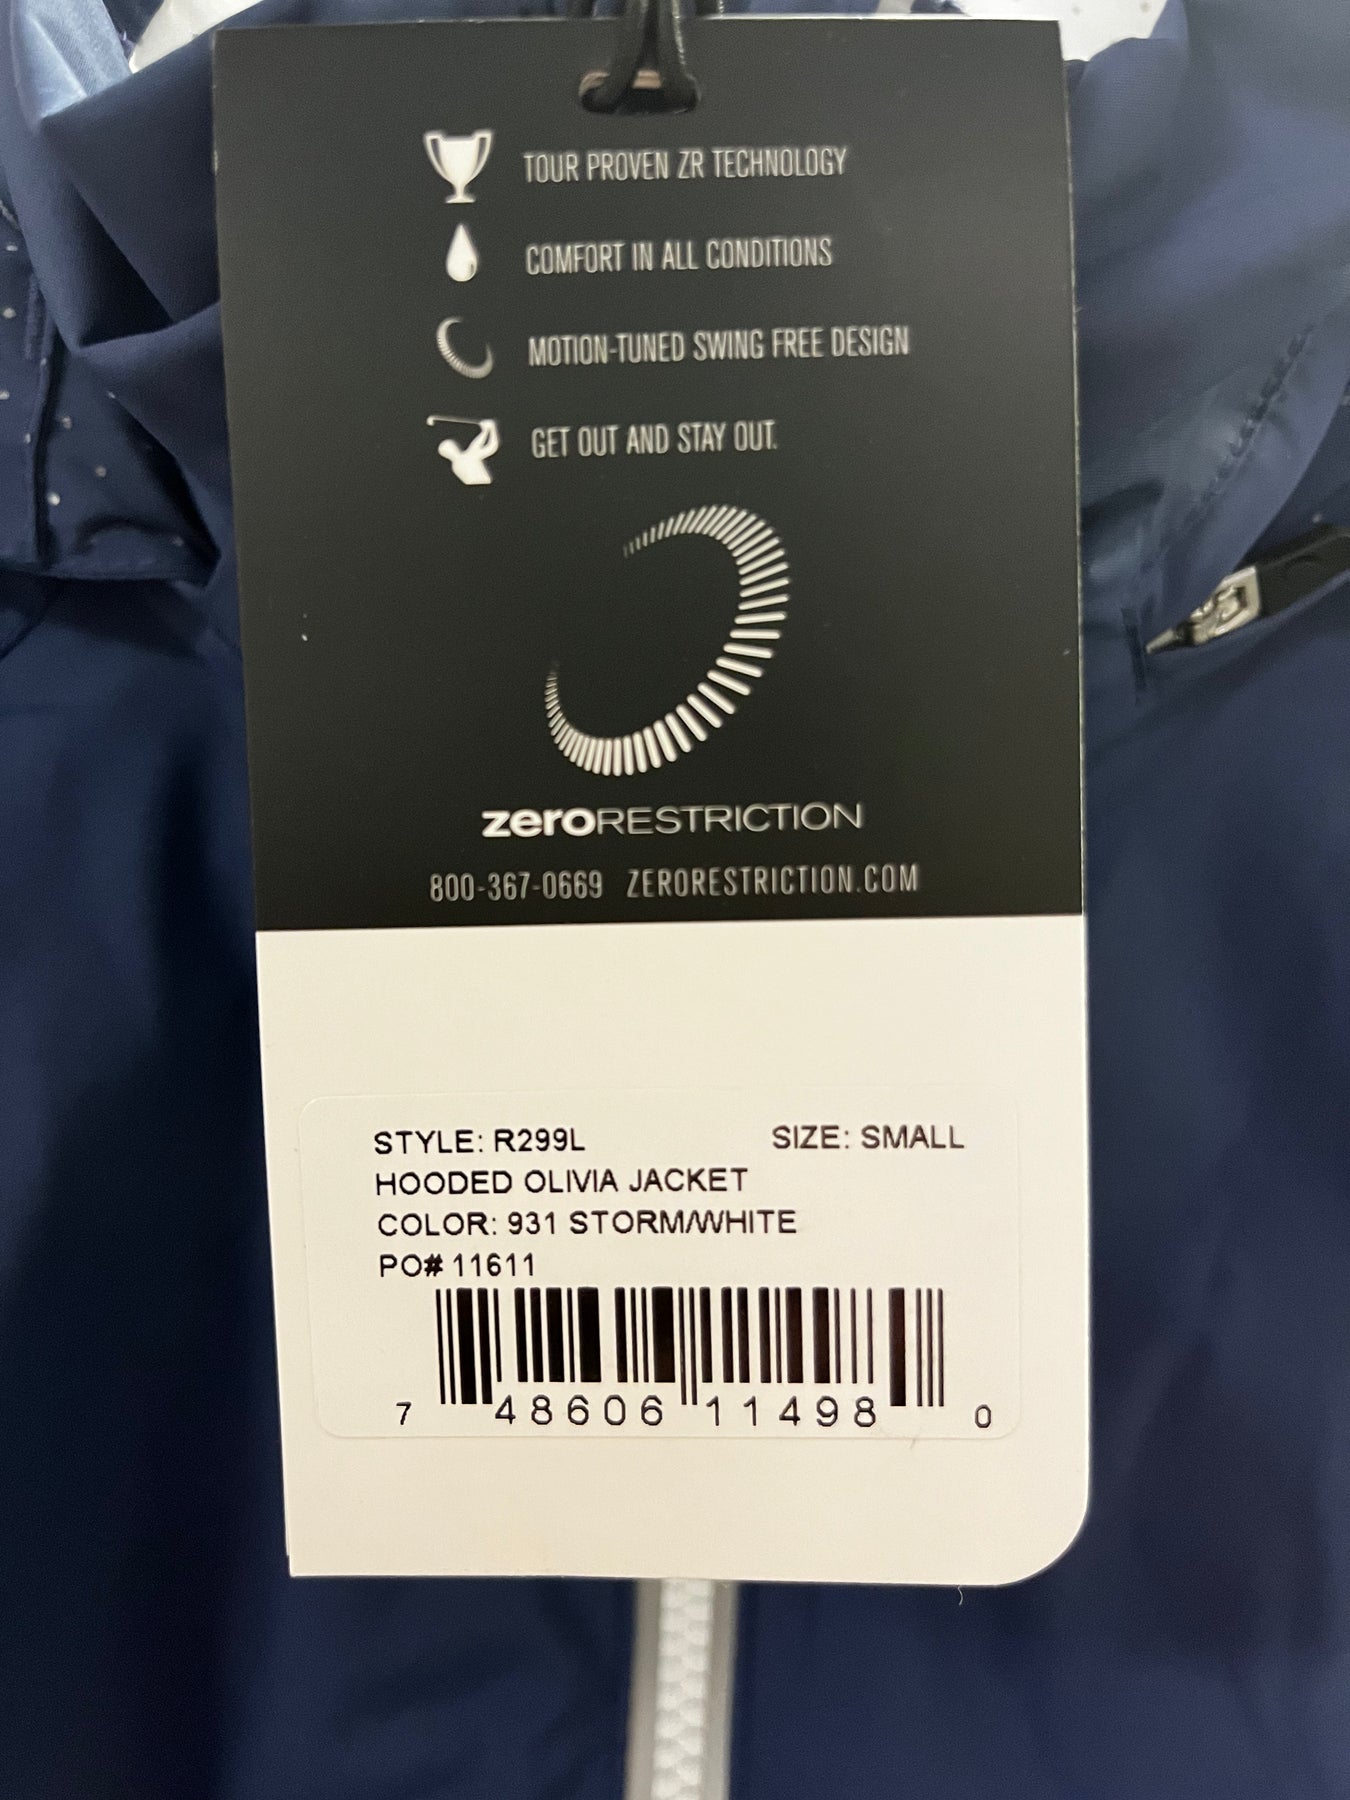 TOUR PROVEN ZR TECHNOLOGY
COMFORT IN ALL CONDITIONS
MOTION-TUNED SWING FREE DESIGN
GET OUT AND STAY OUT.
zeroRESTRICTION
800-367-0669 ZERORESTRICTION.COM
STYLE: R299L SIZE: SMALL
HOODED OLIVIA JACKET
COLOR: 931 STORM/WHITE
PO# 11611
7 48606 11498 0